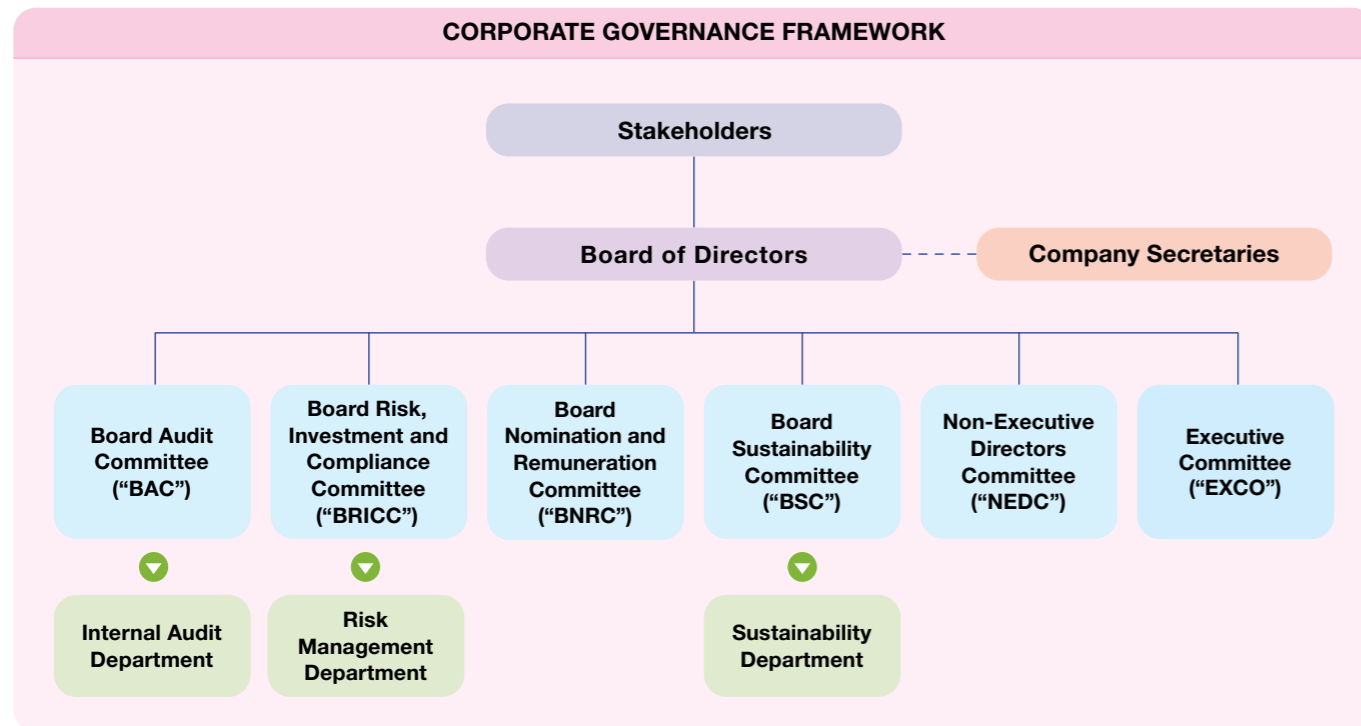 CORPORATE GOVERNANCE FRAMEWORK
Stakeholders
Board of Directors
Company Secretaries
Board Audit
Committee
(“BAC”)
Board Risk,
Investment and
Compliance
Committee
(“BRICC”)
Board
Nomination and
Remuneration
Committee
(“BNRC”)
Board
Sustainability
Committee
(“BSC”)
Non-Executive
Directors
Committee
(“NEDC”)
Executive
Committee
(“EXCO”)
Internal Audit
Department
Risk
Management
Department
Sustainability
Department